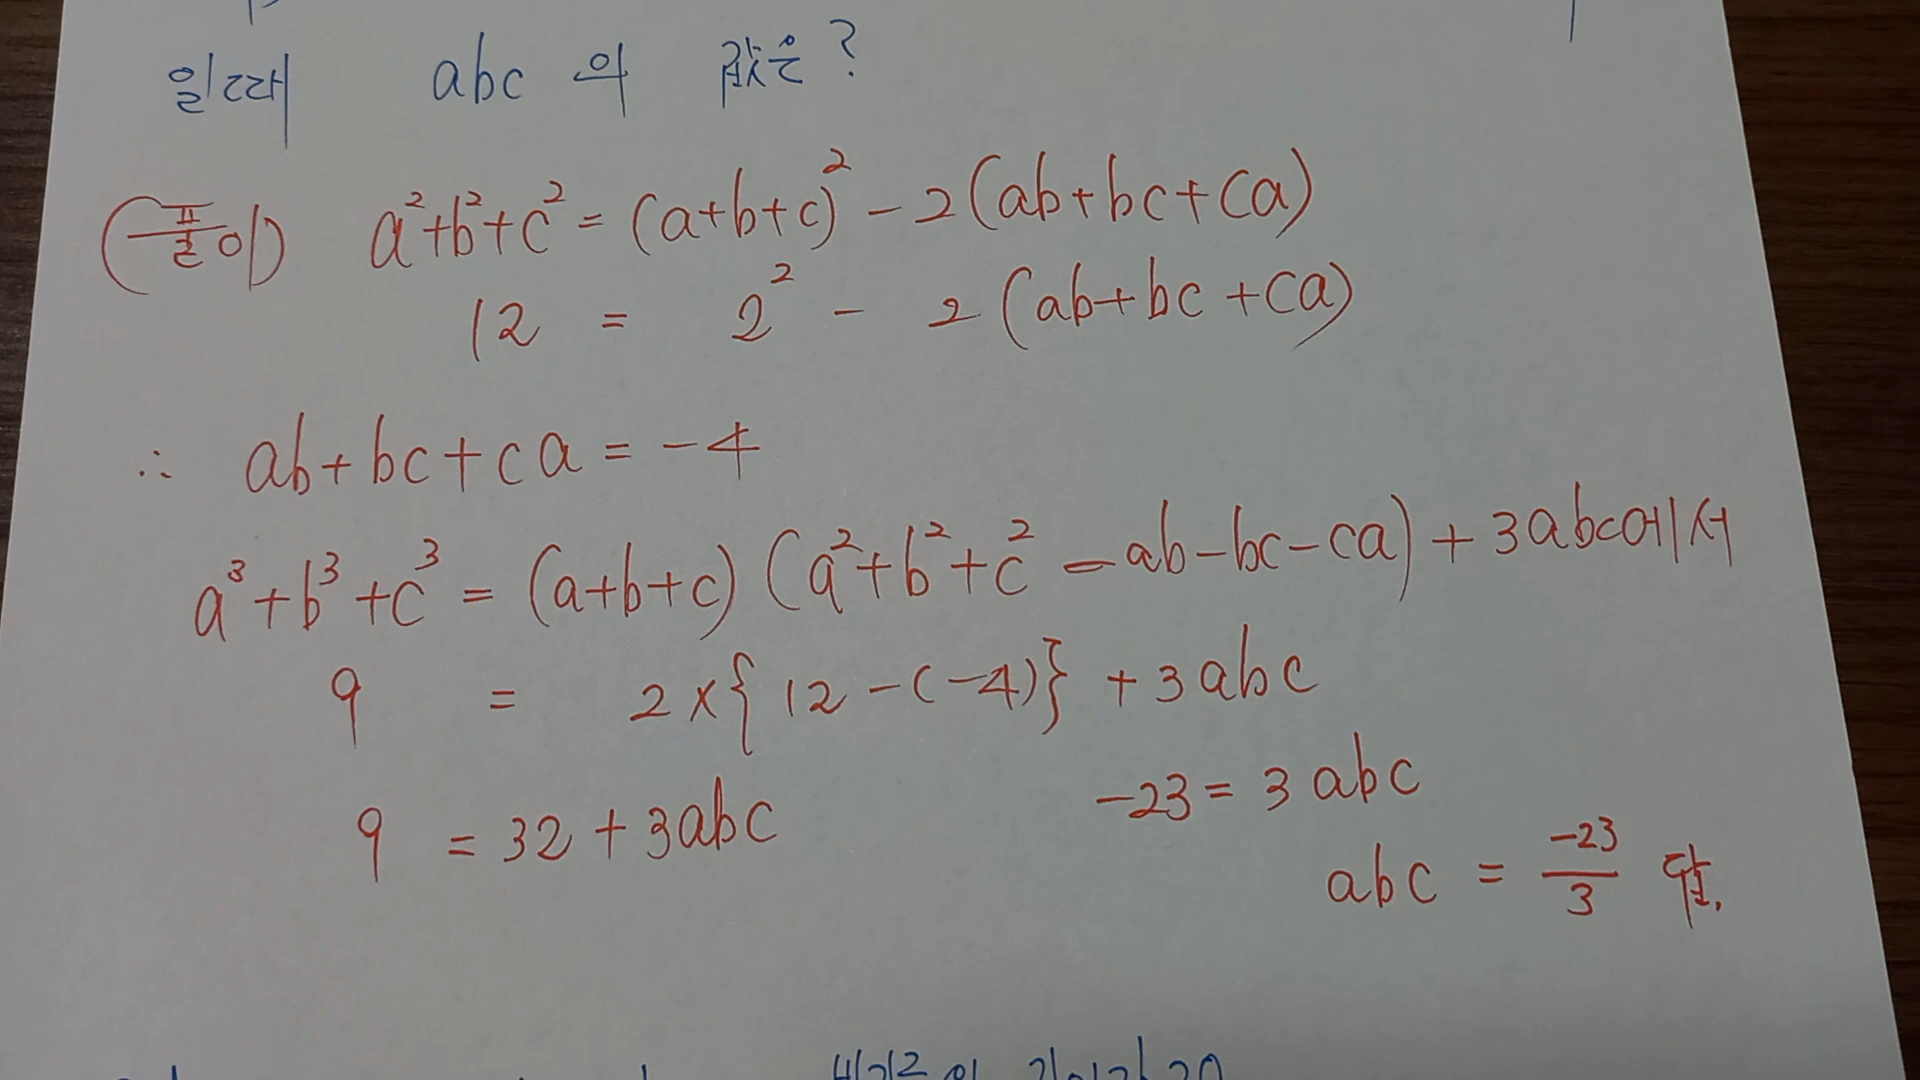 일때 abc 의 값은?
(풀이) a²+b²+c² = (a+b+c)² - 2(ab+bc+ca)
12 = 2² - 2(ab+bc+ca)
∴ ab+bc+ca = -4
a³+b³+c³ = (a+b+c)(a²+b²+c²-ab-bc-ca)+3abc에서
9 = 2×{12-(-4)}+3abc
9 = 32+3abc
-23 = 3abc
abc = -23/3 답.